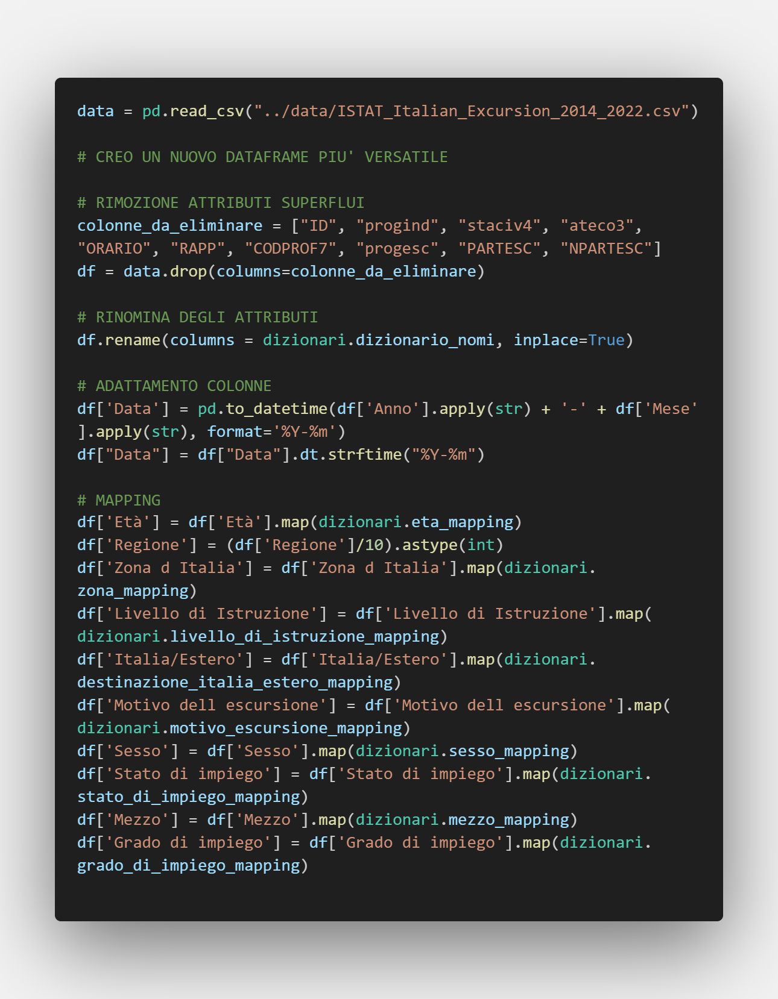 data = pd.read_csv("../data/ISTAT_Italian_Excursion_2014_2022.csv")
# CREO UN NUOVO DATAFRAME PIU' VERSATILE
# RIMOZIONE ATTRIBUTI SUPERFLUI
colonne_da_eliminare = ["ID", "progind", "staciv4", "ateco3",
"ORARIO", "RAPP", "CODPROF7", "progesc", "PARTESC", "NPARTESC"]
df = data.drop(columns=colonne_da_eliminare)
# RINOMINA DEGLI ATTRIBUTI
df.rename(columns = dizionari.dizionario_nomi, inplace=True)
# ADATTAMENTO COLONNE
df['Data'] = pd.to_datetime(df['Anno'].apply(str) + '-' + df['Mese'
].apply(str), format='%Y-%m')
df["Data"] = df["Data"].dt.strftime("%Y-%m")
# MAPPING
df['Età'] = df['Età'].map(dizionari.eta_mapping)
df['Regione'] = (df['Regione']/10).astype(int)
df['Zona d Italia'] = df['Zona d Italia'].map(dizionari.
zona_mapping)
df['Livello di Istruzione'] = df['Livello di Istruzione'].map(
dizionari.livello_di_istruzione_mapping)
df['Italia/Estero'] = df['Italia/Estero'].map(dizionari.
destinazione_italia_estero_mapping)
df['Motivo dell escursione'] = df['Motivo dell escursione'].map(
dizionari.motivo_escursione_mapping)
df['Sesso'] = df['Sesso'].map(dizionari.sesso_mapping)
df['Stato di impiego'] = df['Stato di impiego'].map(dizionari.
stato_di_impiego_mapping)
df['Mezzo'] = df['Mezzo'].map(dizionari.mezzo_mapping)
df['Grado di impiego'] = df['Grado di impiego'].map(dizionari.
grado_di_impiego_mapping)